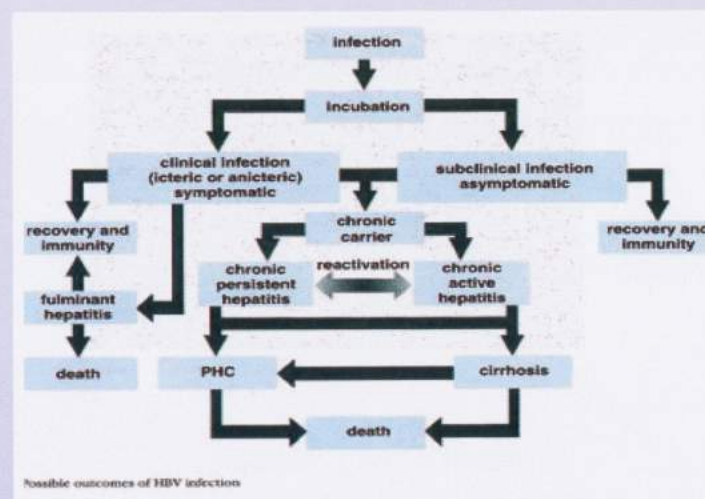 infection
incubation
clinical infection
(icteric or anicteric)
symptomatic
subclinical infection
asymptomatic
recovery and
immunity
chronic
carrier
recovery and
immunity
chronic
persistent
hepatitis
reactivation
chronic
active
hepatitis
fulminant
hepatitis
death
PHC
cirrhosis
death
Possible outcomes of HBV infection